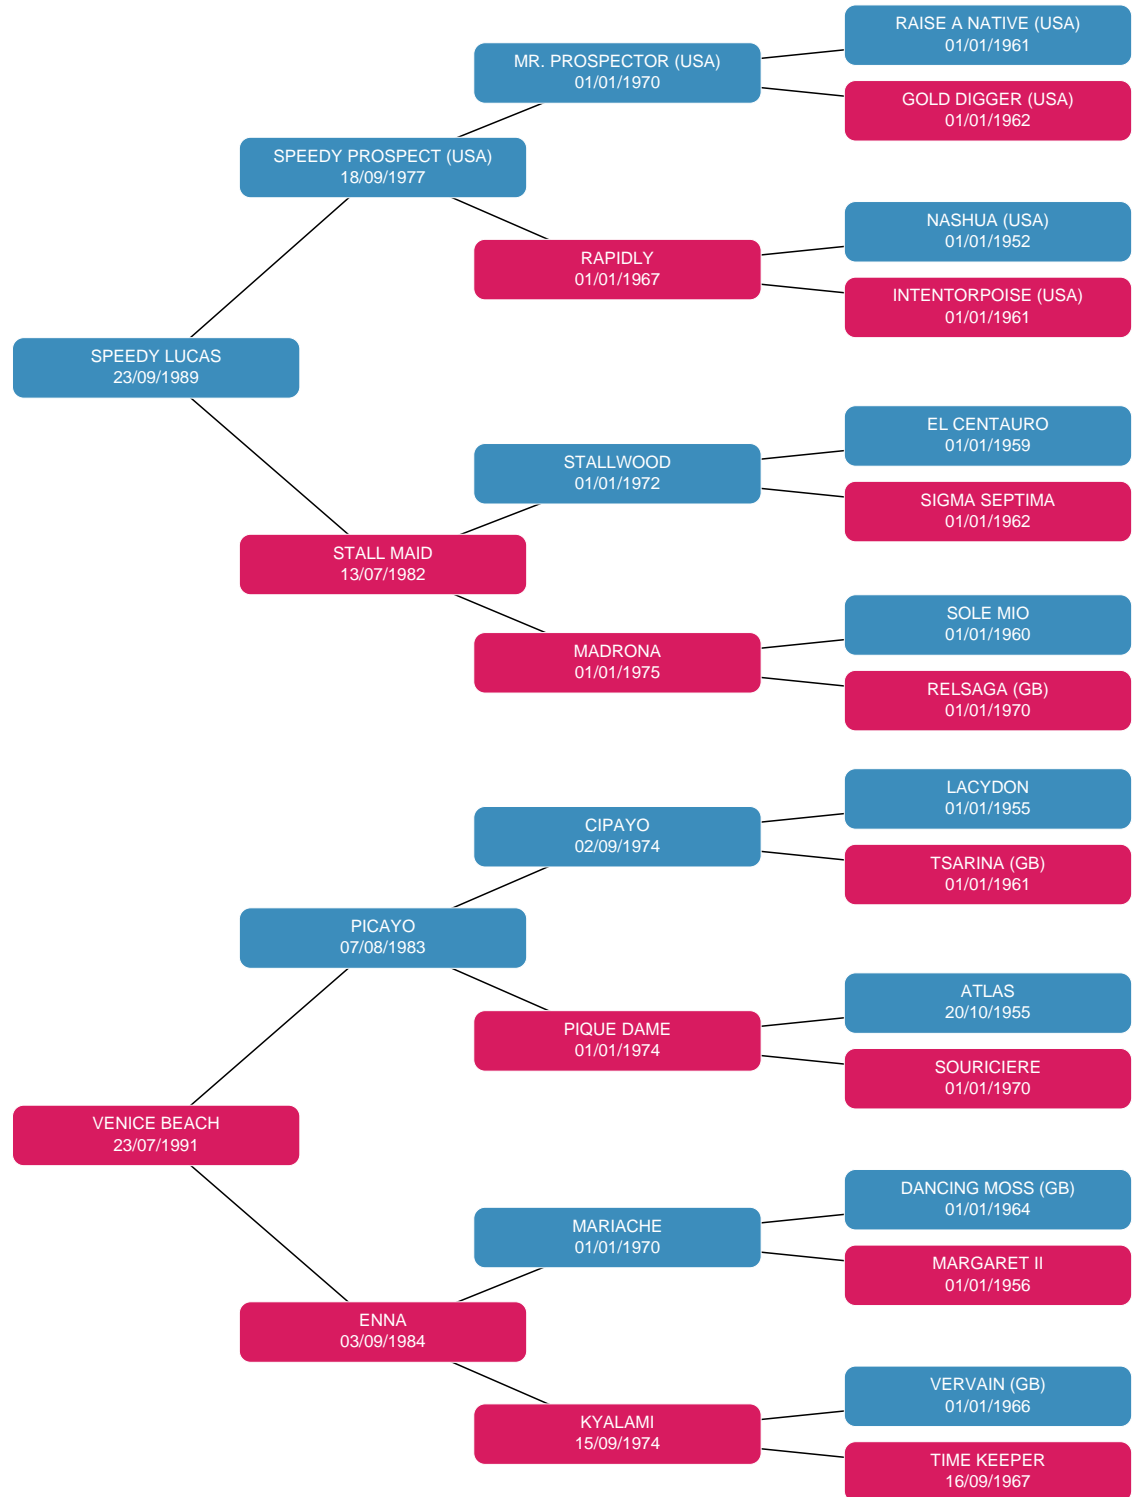 RAISE A NATIVE (USA)
01/01/1961
MR. PROSPECTOR (USA)
01/01/1970
GOLD DIGGER (USA)
01/01/1962
SPEEDY PROSPECT (USA)
18/09/1977
NASHUA (USA)
01/01/1952
RAPIDLY
01/01/1967
INTENTORPOISE (USA)
01/01/1961
SPEEDY LUCAS
23/09/1989
EL CENTAURO
01/01/1959
STALLWOOD
01/01/1972
SIGMA SEPTIMA
01/01/1962
STALL MAID
13/07/1982
SOLE MIO
01/01/1960
MADRONA
01/01/1975
RELSAGA (GB)
01/01/1970
LACYDON
01/01/1955
CIPAYO
02/09/1974
TSARINA (GB)
01/01/1961
PICAYO
07/08/1983
ATLAS
20/10/1955
PIQUE DAME
01/01/1974
SOURICIERE
01/01/1970
VENICE BEACH
23/07/1991
DANCING MOSS (GB)
01/01/1964
MARIACHE
01/01/1970
MARGARET II
01/01/1956
ENNA
03/09/1984
VERVAIN (GB)
01/01/1966
KYALAMI
15/09/1974
TIME KEEPER
16/09/1967